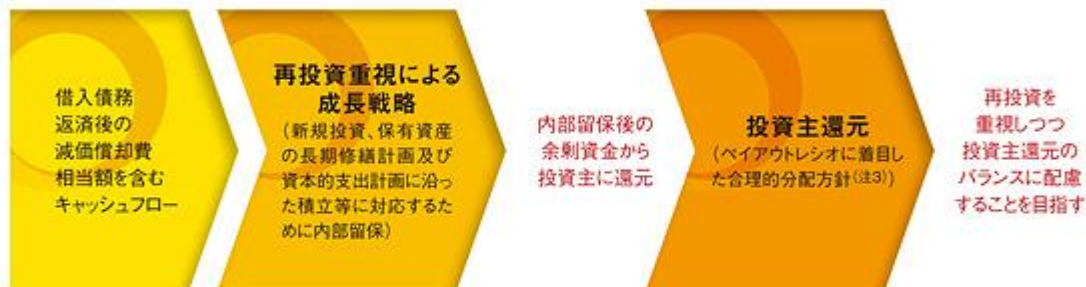 借入債務
返済後の
減価償却費
相当額を含む
キャッシュフロー
再投資重視による
成長戦略
(新規投資、保有資産
の長期修繕計画及び
資本的支出計画に沿っ
た積立等に対応するた
めに内部留保)
内部留保後の
余剰資金から
投資主に還元
投資主還元
(ペイアウトレシオに着目し
た合理的分配方針(注3))
再投資を
重視しつつ
投資主還元の
バランスに配慮
することを目指す